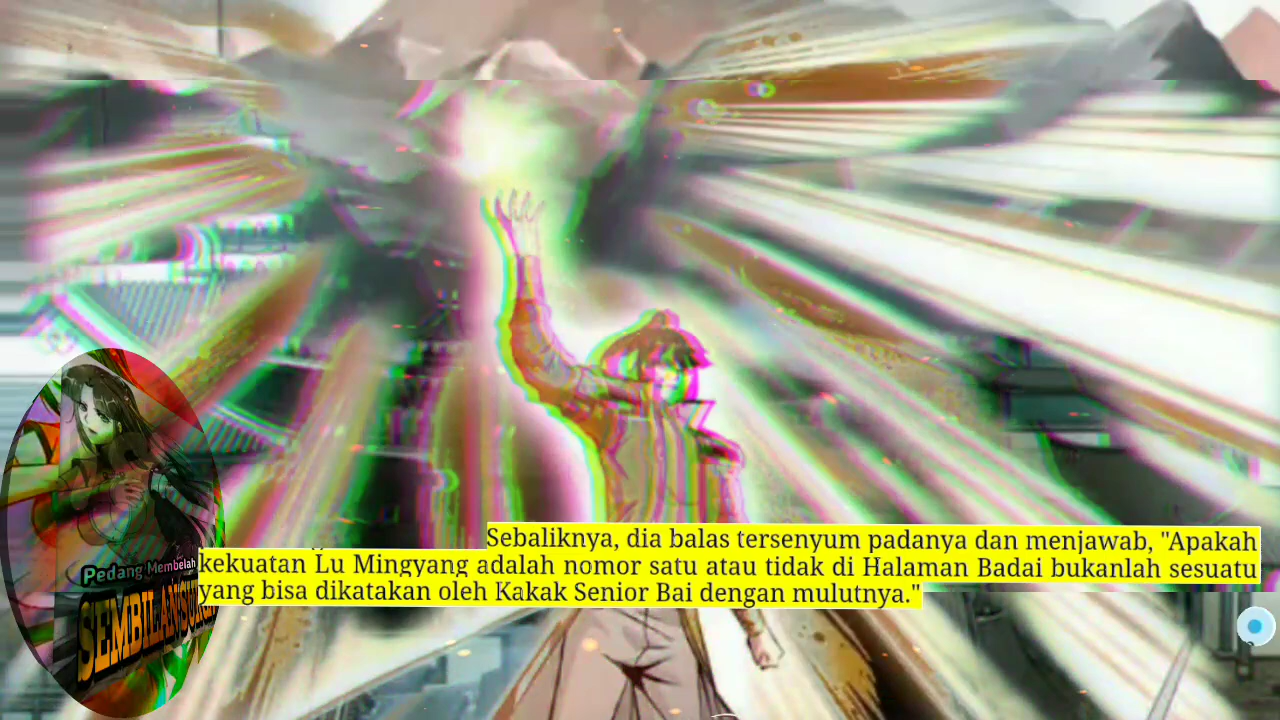 Sebaliknya, dia balas tersenyum padanya dan menjawab, "Apakah
kekuatan Lu Mingyang adalah nomor satu atau tidak di Halaman Badai bukanlah sesuatu
yang bisa dikatakan oleh Kakak Senior Bai dengan mulutnya."
Pedang Membelah
SEMBILAN